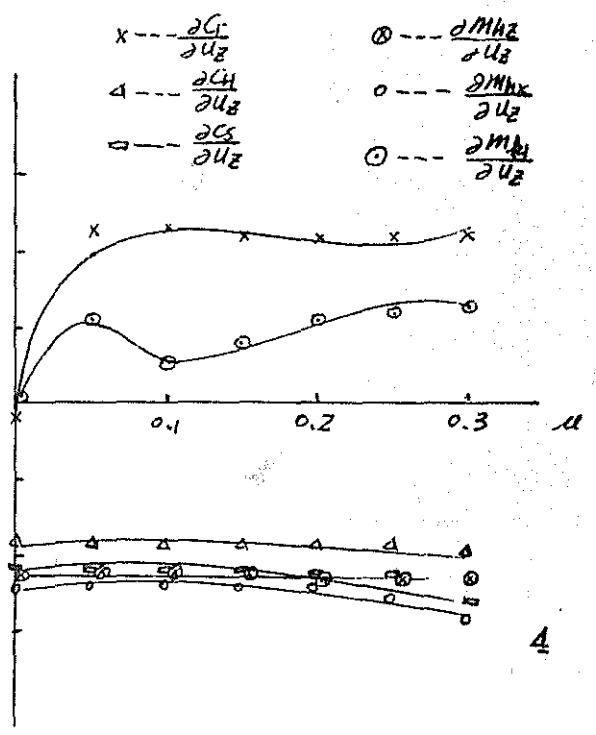 x --- ∂C_T/∂u_z
⊗ --- ∂m_hz/∂u_z
△ --- ∂C_H/∂u_z
o --- ∂m_hx/∂u_z
▭ — ∂C_S/∂u_z
⊙ --- ∂m_hy/∂u_z
0.1 0.2 0.3 μ
4